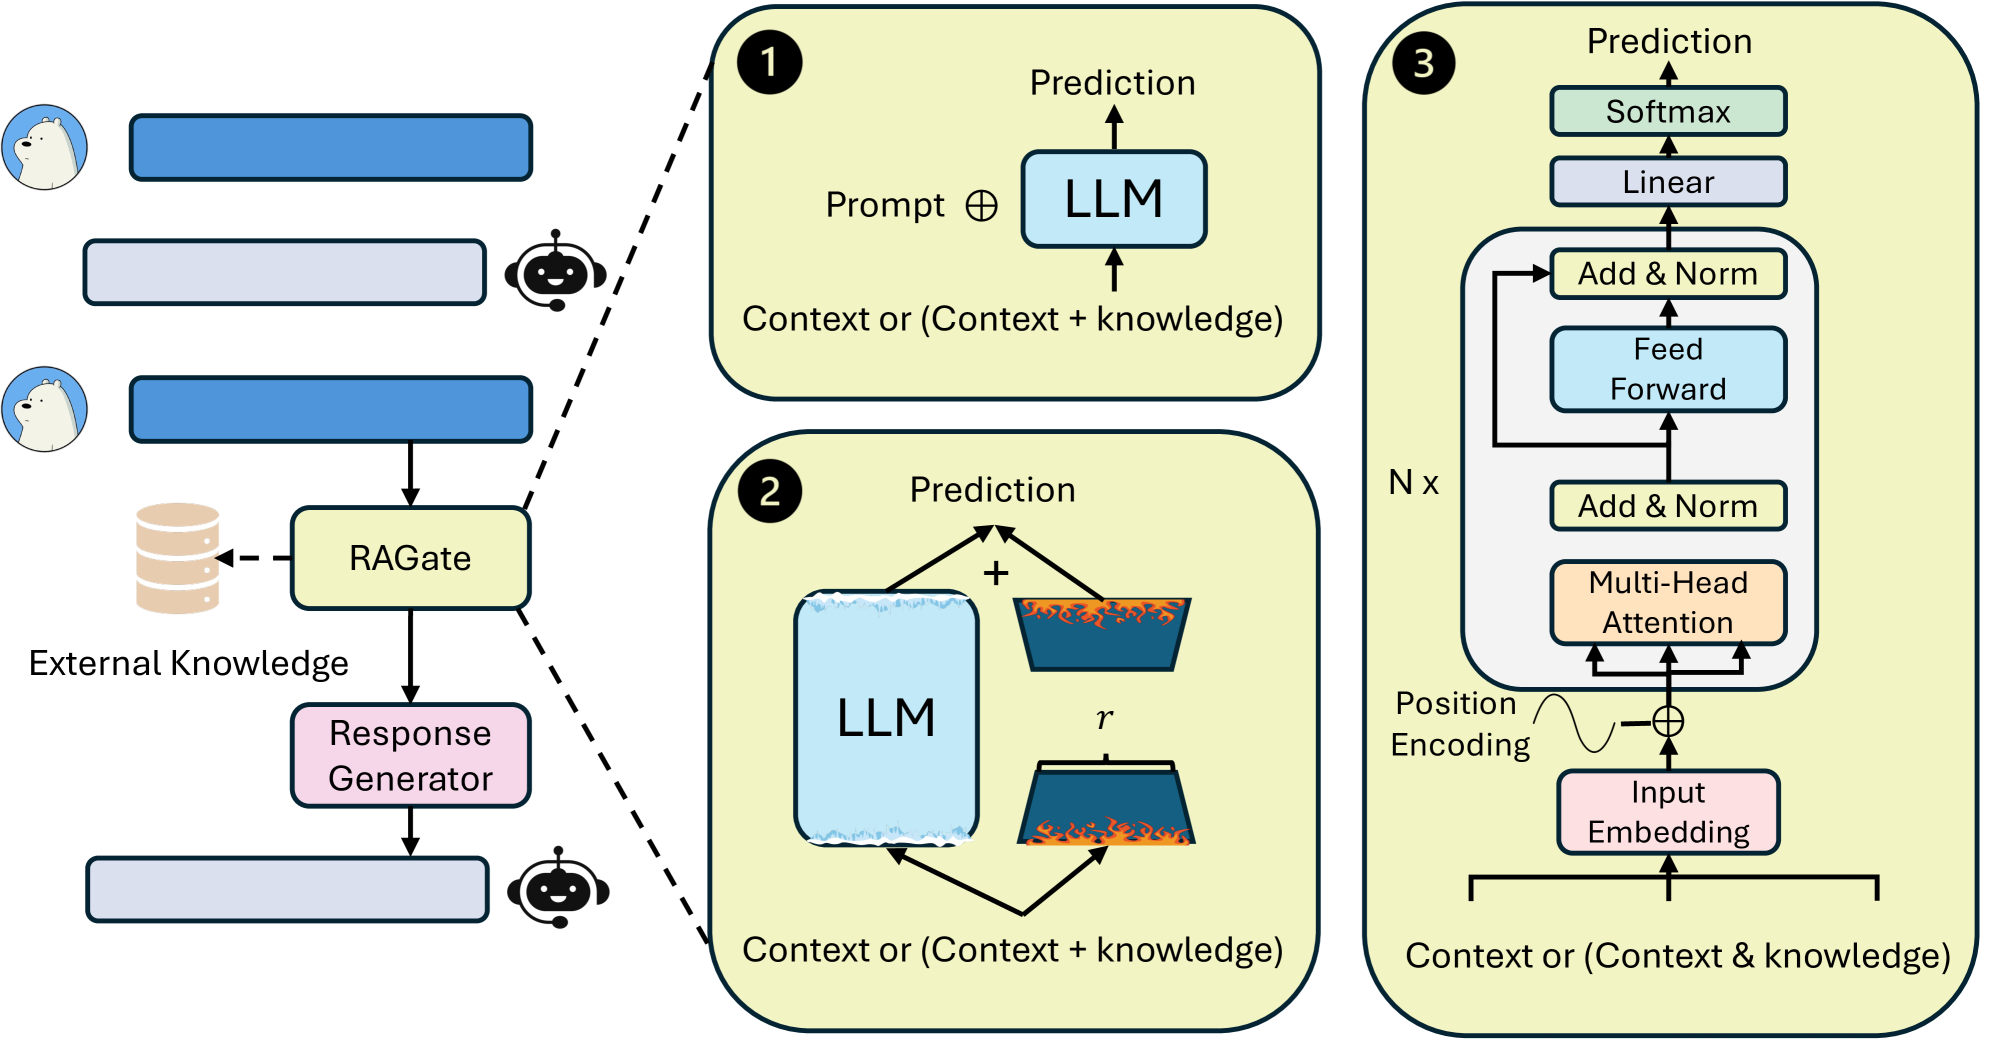 RAGate
External Knowledge
Response
Generator
1
Prediction
Prompt ⊕
LLM
Context or (Context + knowledge)
2
Prediction
+
LLM
r
Context or (Context + knowledge)
3
Prediction
Softmax
Linear
Add & Norm
Feed
Forward
N x
Add & Norm
Multi-Head
Attention
Position
Encoding
Input
Embedding
Context or (Context & knowledge)